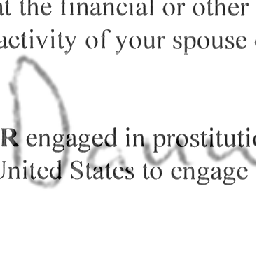 at the financial or other
activity of your spouse
R engaged in prostitutio
United States to engage